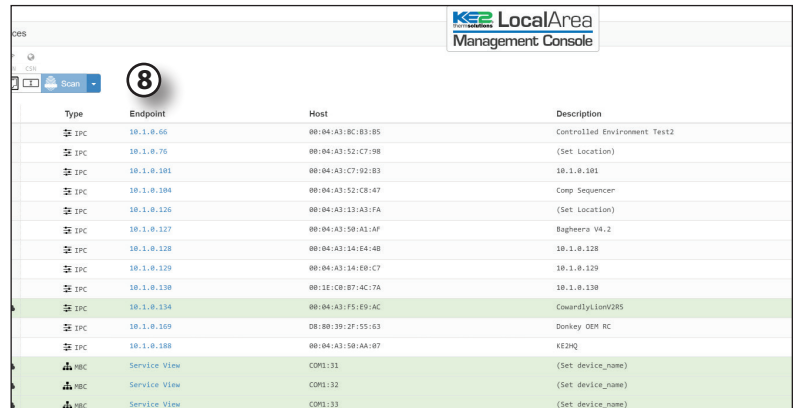 KE2 LocalArea
thermsolutions
Management Console
ces
CSN
Scan
8
Type Endpoint Host Description
IPC 10.1.0.66 00:04:A3:BC:B3:B5 Controlled Environment Test2
IPC 10.1.0.76 00:04:A3:52:C7:98 (Set Location)
IPC 10.1.0.101 00:04:A3:C7:92:B3 10.1.0.101
IPC 10.1.0.104 00:04:A3:52:C8:47 Comp Sequencer
IPC 10.1.0.126 00:04:A3:13:A3:FA (Set Location)
IPC 10.1.0.127 00:04:A3:50:A1:AF Bagheera V4.2
IPC 10.1.0.128 00:04:A3:14:E4:4B 10.1.0.128
IPC 10.1.0.129 00:04:A3:14:E0:C7 10.1.0.129
IPC 10.1.0.130 00:1E:C0:B7:4C:7A 10.1.0.130
IPC 10.1.0.134 00:04:A3:F5:E9:AC CowardlyLionV2RS
IPC 10.1.0.169 D8:80:39:2F:55:63 Donkey OEM RC
IPC 10.1.0.188 00:04:A3:50:AA:07 KE2HQ
MBC Service View COM1:31 (Set device_name)
MBC Service View COM1:32 (Set device_name)
MBC Service View COM1:33 (Set device_name)